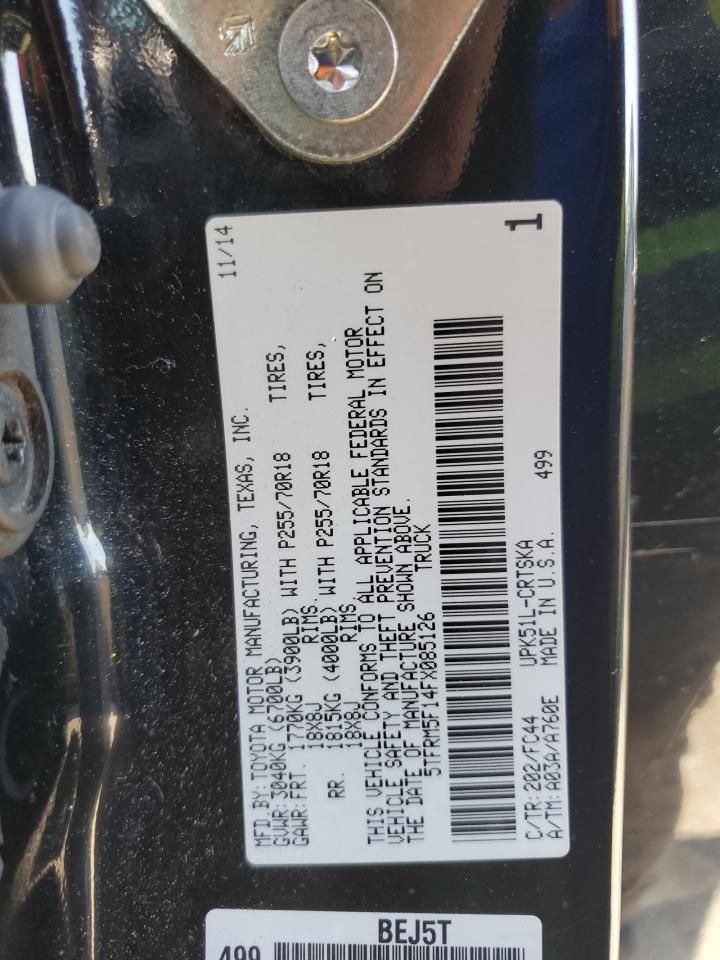 MFD.BY:TOYOTA MOTOR MANUFACTURING, TEXAS, INC. 11/14
GVWR:3040KG (6700LB)
GAWR:FRT. 1770KG (3900LB) WITH P255/70R18 TIRES,
18X8J RIMS.
RR. 1815KG (4000LB) WITH P255/70R18 TIRES,
18X8J RIMS.
THIS VEHICLE CONFORMS TO ALL APPLICABLE FEDERAL MOTOR
VEHICLE SAFETY AND THEFT PREVENTION STANDARDS IN EFFECT ON
THE DATE OF MANUFACTURE SHOWN ABOVE.
5TFRM5F14FX085126 TRUCK
1
C/TR:202/FC44 UPK51L-CRTSKA 499
A/TM:A03A/A760E MADE IN U.S.A.
BEJ5T
499